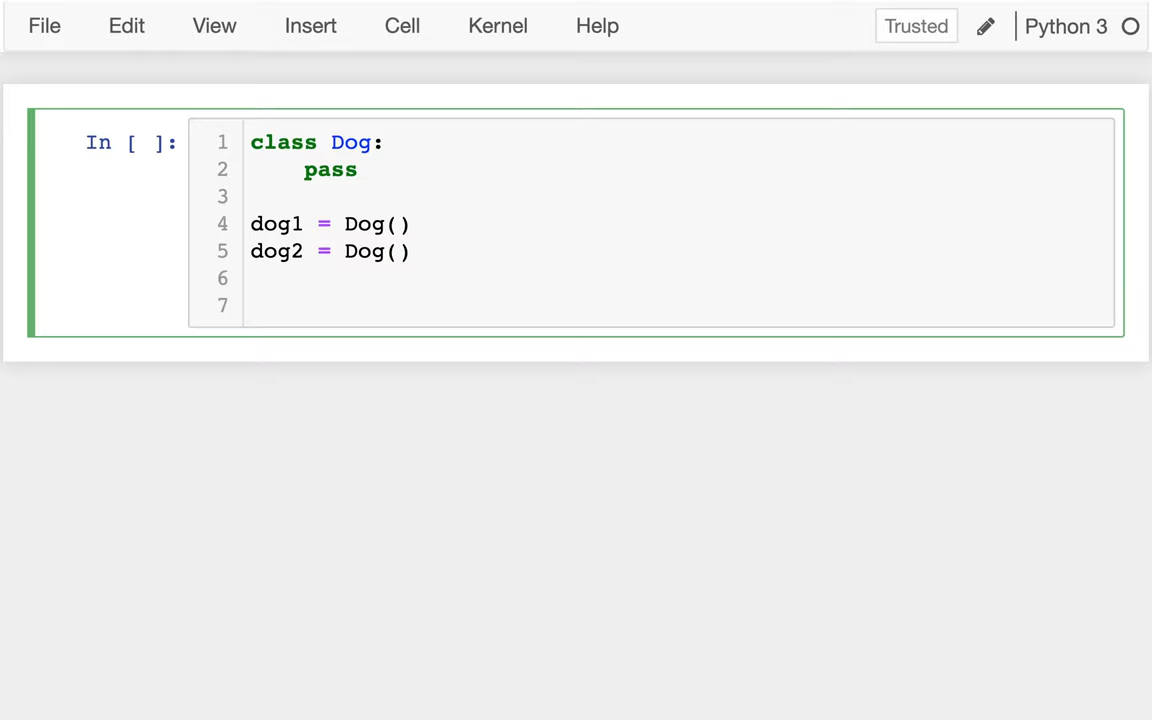 File Edit View Insert Cell Kernel Help Trusted Python 3
In [ ]:
1 class Dog:
2     pass
3
4 dog1 = Dog()
5 dog2 = Dog()
6
7